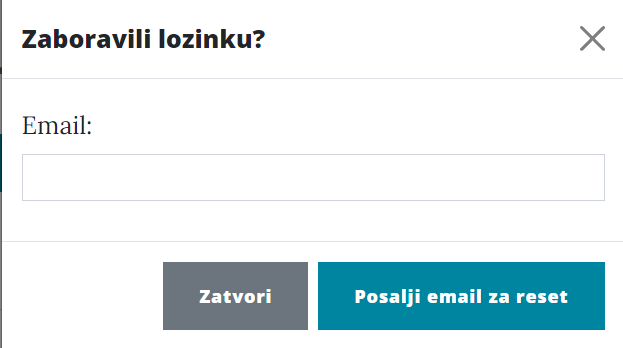 Zaboravili lozinku?
Email:
Zatvori
Posalji email za reset